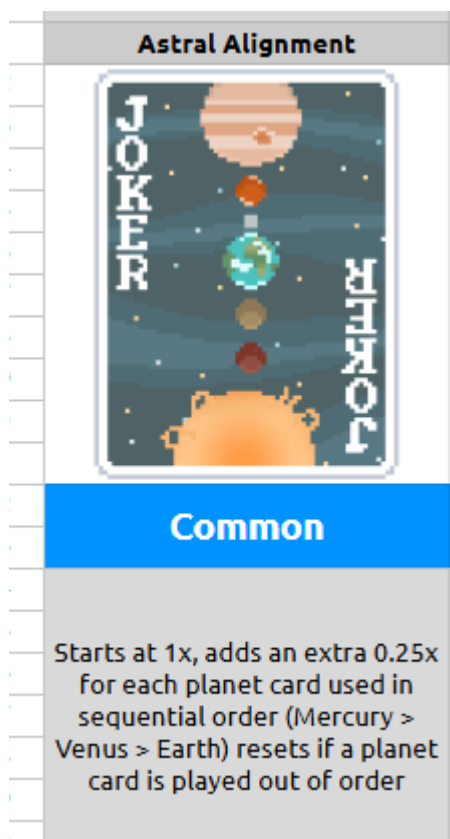 Astral Alignment
JOKER
JOKER
Common
Starts at 1x, adds an extra 0.25x
for each planet card used in
sequential order (Mercury >
Venus > Earth) resets if a planet
card is played out of order